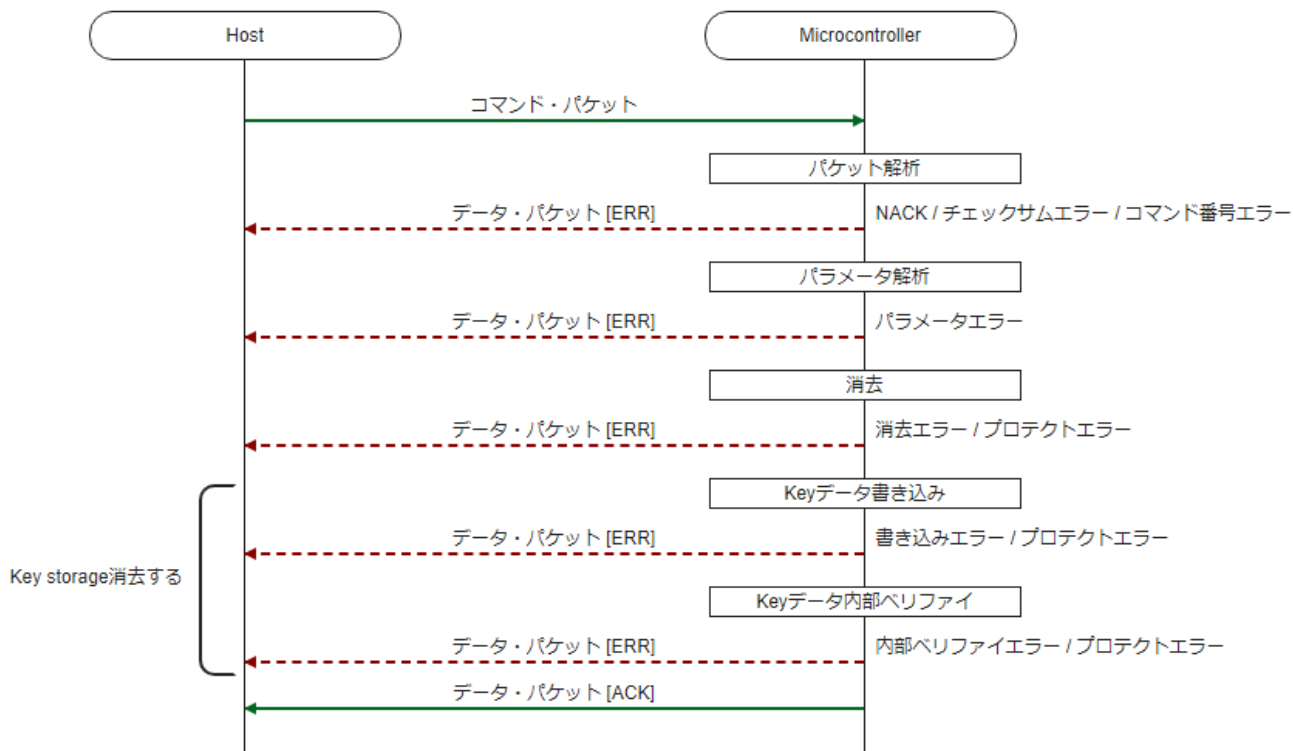 Host
Microcontroller
コマンド・パケット
パケット解析
データ・パケット [ERR]
NACK / チェックサムエラー / コマンド番号エラー
パラメータ解析
データ・パケット [ERR]
パラメータエラー
消去
データ・パケット [ERR]
消去エラー / プロテクトエラー
Keyデータ書き込み
データ・パケット [ERR]
書き込みエラー / プロテクトエラー
Key storage消去する
Keyデータ内部ベリファイ
データ・パケット [ERR]
内部ベリファイエラー / プロテクトエラー
データ・パケット [ACK]